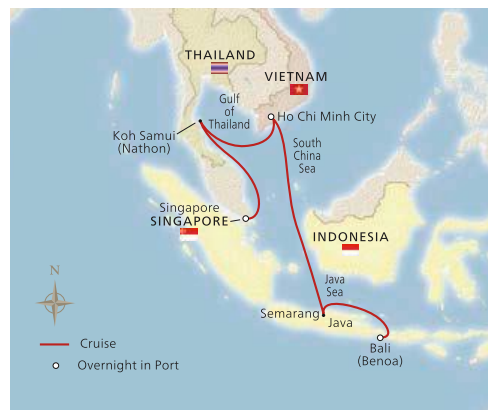 THAILAND
VIETNAM
Gulf
of
Thailand
Ho Chi Minh City
Koh Samui
(Nathon)
South
China
Sea
Singapore
SINGAPORE
INDONESIA
N
Java
Sea
Semarang
Java
Bali
(Benoa)
Cruise
Overnight in Port